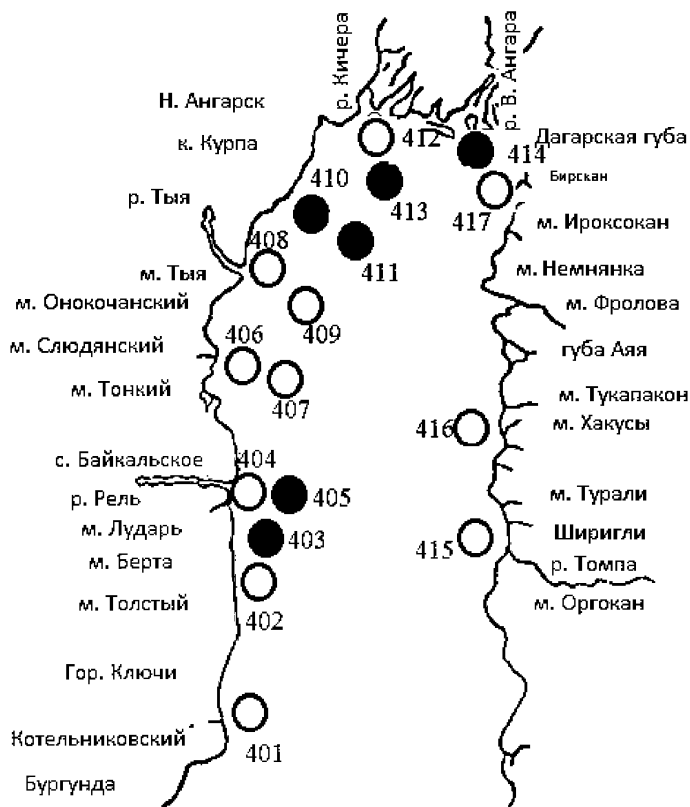 р. Кичера
р. В. Ангара
Н. Ангарск
к. Курпа
412
414
Дагарская губа
Бирскан
410
413
417
м. Ироксокан
р. Тыя
408
411
м. Тыя
м. Немнянка
м. Онокочанский
409
м. Фролова
м. Слюдянский
406
губа Аяя
м. Тонкий
407
м. Тукапакон
416
м. Хакусы
с. Байкальское
404
р. Рель
405
м. Турали
м. Лударь
403
415
Ширигли
м. Берта
р. Томпа
м. Толстый
402
м. Оргокан
Гор. Ключи
Котельниковский
401
Бургунда